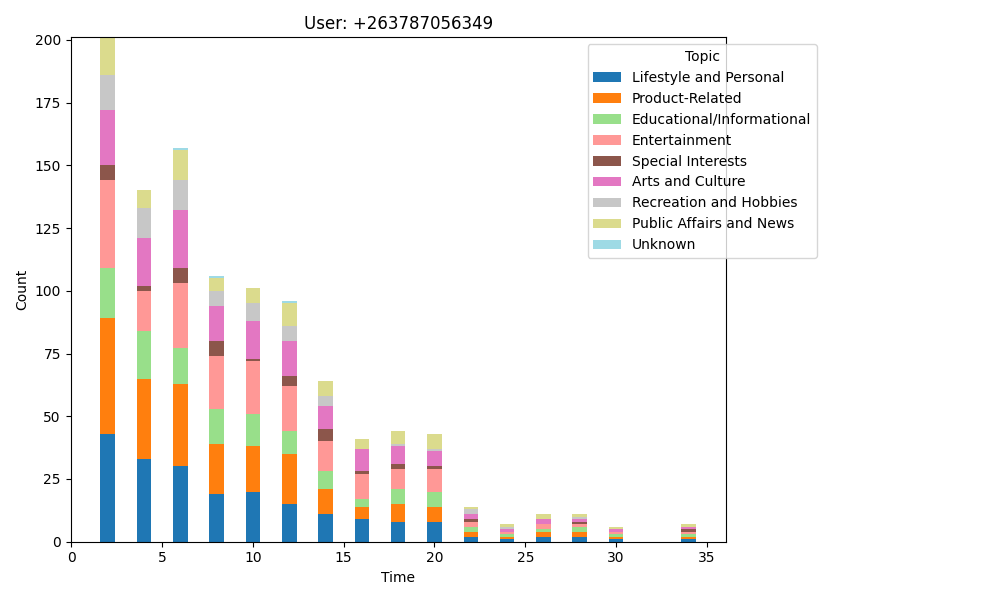 User: +263787056349
Topic
Lifestyle and Personal
Product-Related
Educational/Informational
Entertainment
Special Interests
Arts and Culture
Recreation and Hobbies
Public Affairs and News
Unknown
200
175
150
125
100
75
50
25
0
Count
0 5 10 15 20 25 30 35
Time